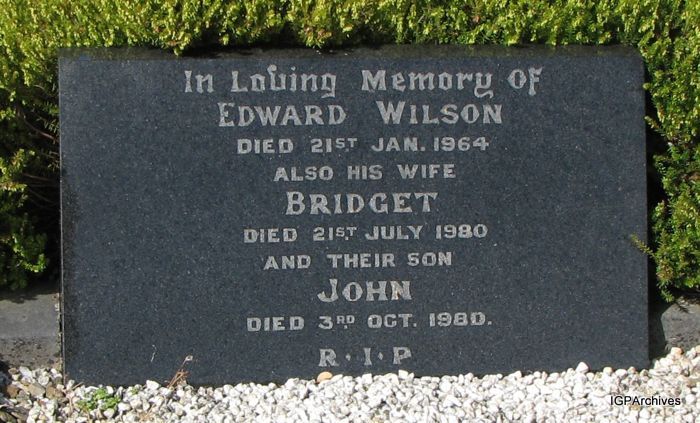 In Loving Memory Of
EDWARD WILSON
DIED 21ST JAN. 1964
ALSO HIS WIFE
BRIDGET
DIED 21ST JULY 1980
AND THEIR SON
JOHN
DIED 3RD OCT. 1980.
R·I·P
IGPArchives